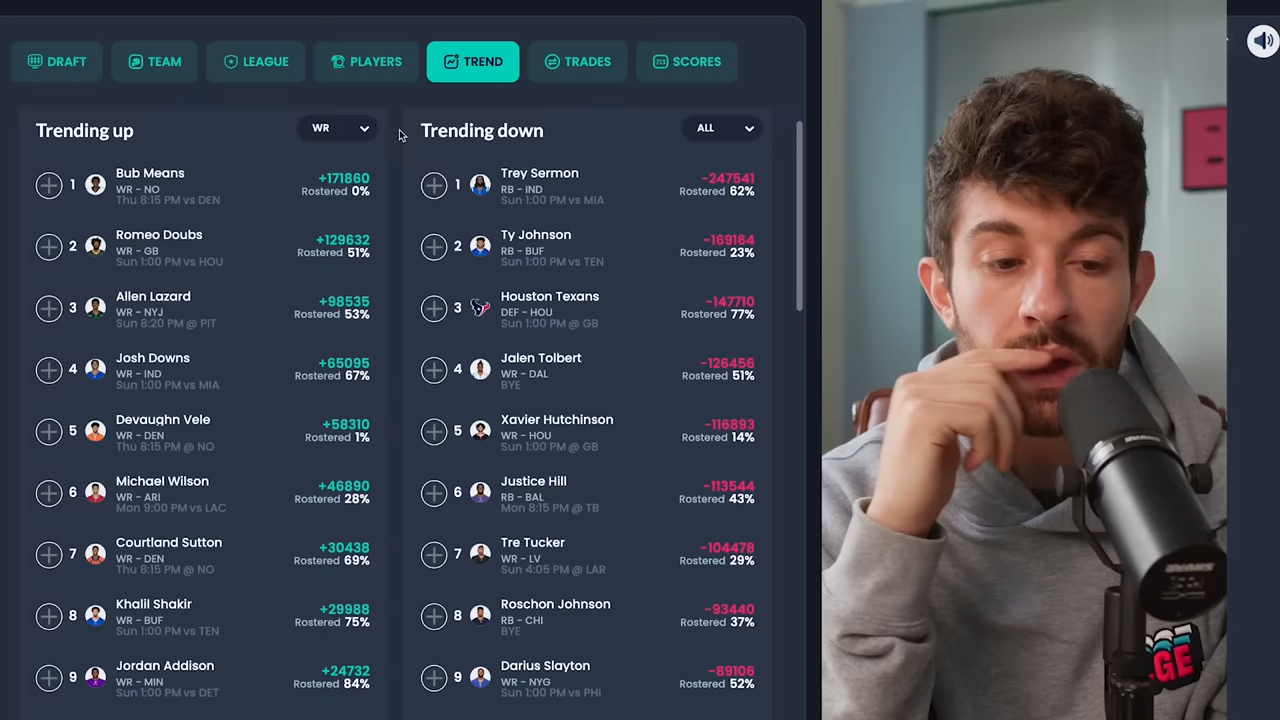 DRAFT
TEAM
LEAGUE
PLAYERS
TREND
TRADES
SCORES
Trending up
WR
1
Bub Means
WR - NO
Thu 8:15 PM vs DEN
+171860
Rostered 0%
2
Romeo Doubs
WR - GB
Sun 1:00 PM vs HOU
+129632
Rostered 51%
3
Allen Lazard
WR - NYJ
Sun 8:20 PM @ PIT
+98535
Rostered 53%
4
Josh Downs
WR - IND
Sun 1:00 PM vs MIA
+65095
Rostered 67%
5
Devaughn Vele
WR - DEN
Thu 8:15 PM @ NO
+58310
Rostered 1%
6
Michael Wilson
WR - ARI
Mon 9:00 PM vs LAC
+46890
Rostered 28%
7
Courtland Sutton
WR - DEN
Thu 8:15 PM @ NO
+30438
Rostered 69%
8
Khalil Shakir
WR - BUF
Sun 1:00 PM vs TEN
+29988
Rostered 75%
9
Jordan Addison
WR - MIN
Sun 1:00 PM vs DET
+24732
Rostered 84%
Trending down
ALL
1
Trey Sermon
RB - IND
Sun 1:00 PM vs MIA
-247541
Rostered 62%
2
Ty Johnson
RB - BUF
Sun 1:00 PM vs TEN
-169164
Rostered 23%
3
Houston Texans
DEF - HOU
Sun 1:00 PM @ GB
-147710
Rostered 77%
4
Jalen Tolbert
WR - DAL
BYE
-126456
Rostered 51%
5
Xavier Hutchinson
WR - HOU
Sun 1:00 PM @ GB
-116893
Rostered 14%
6
Justice Hill
RB - BAL
Mon 8:15 PM @ TB
-113544
Rostered 43%
7
Tre Tucker
WR - LV
Sun 4:05 PM @ LAR
-104478
Rostered 29%
8
Roschon Johnson
RB - CHI
BYE
-93440
Rostered 37%
9
Darius Slayton
WR - NYG
Sun 1:00 PM vs PHI
-89106
Rostered 52%